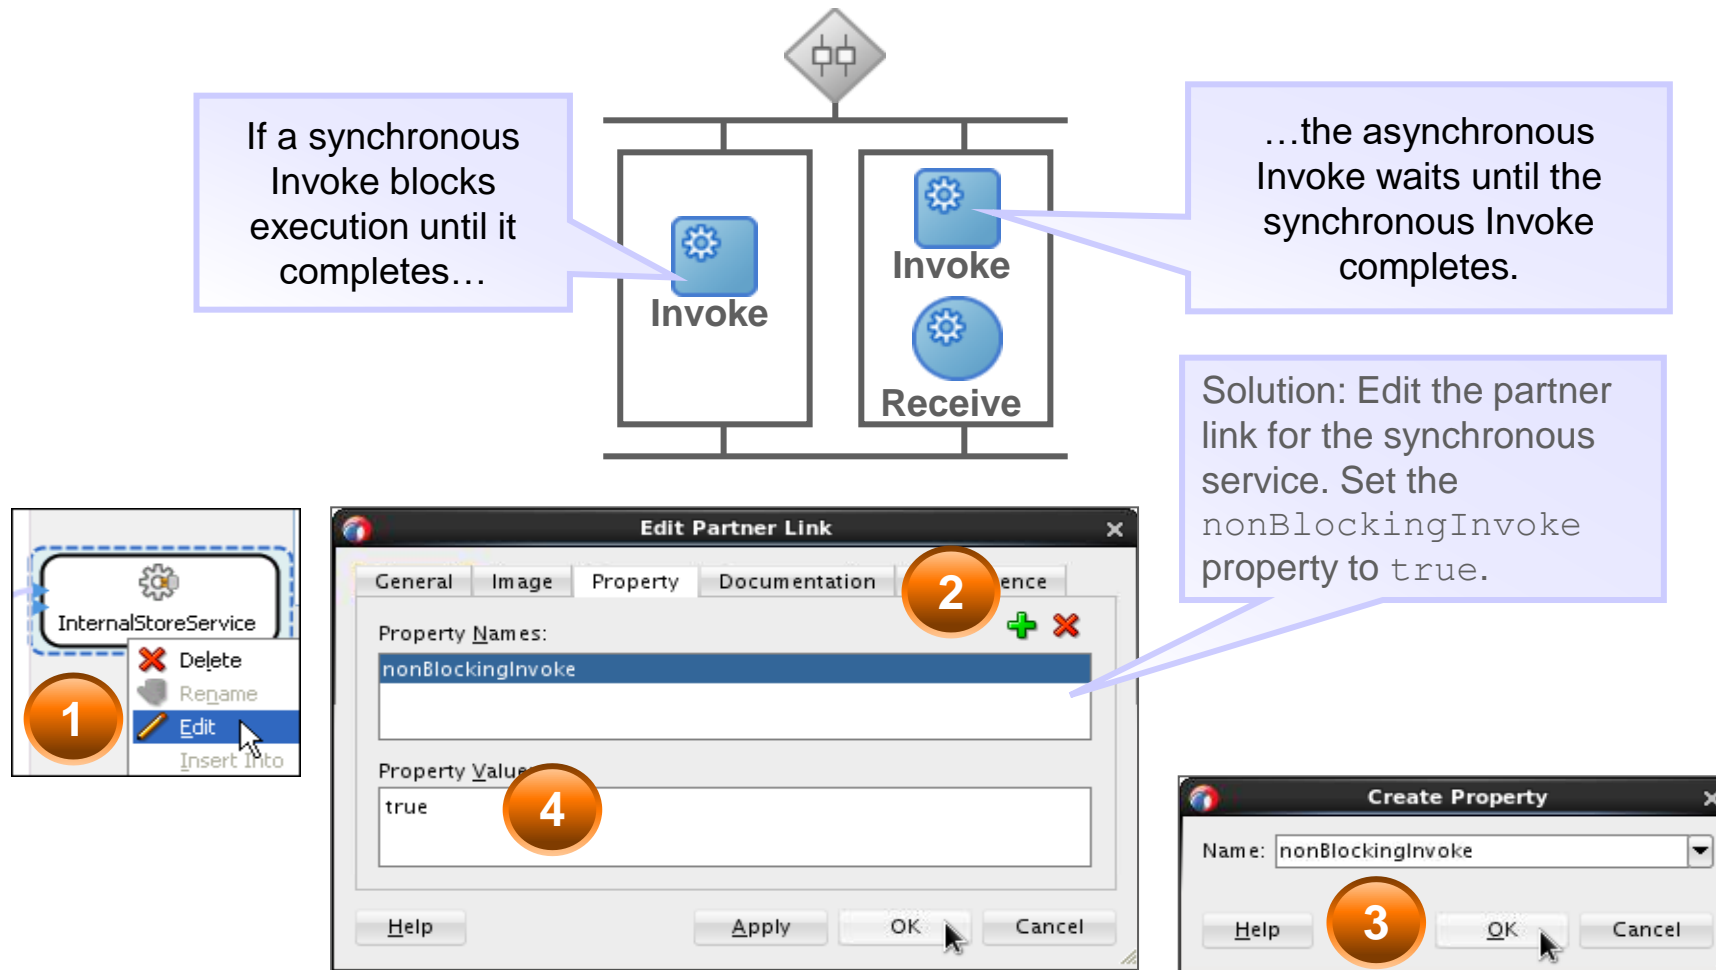 If a synchronous
Invoke blocks
execution until it
completes…
Invoke
Invoke
Receive
…the asynchronous
Invoke waits until the
synchronous Invoke
completes.
Solution: Edit the partner
link for the synchronous
service. Set the
nonBlockingInvoke
property to true.
InternalStoreService
Delete
Rename
Edit
Insert Into
1
Edit Partner Link
General Image Property Documentation ence
2
Property Names:
nonBlockingInvoke
Property Value
true
4
Help Apply OK Cancel
Create Property
Name: nonBlockingInvoke
Help 3 OK Cancel